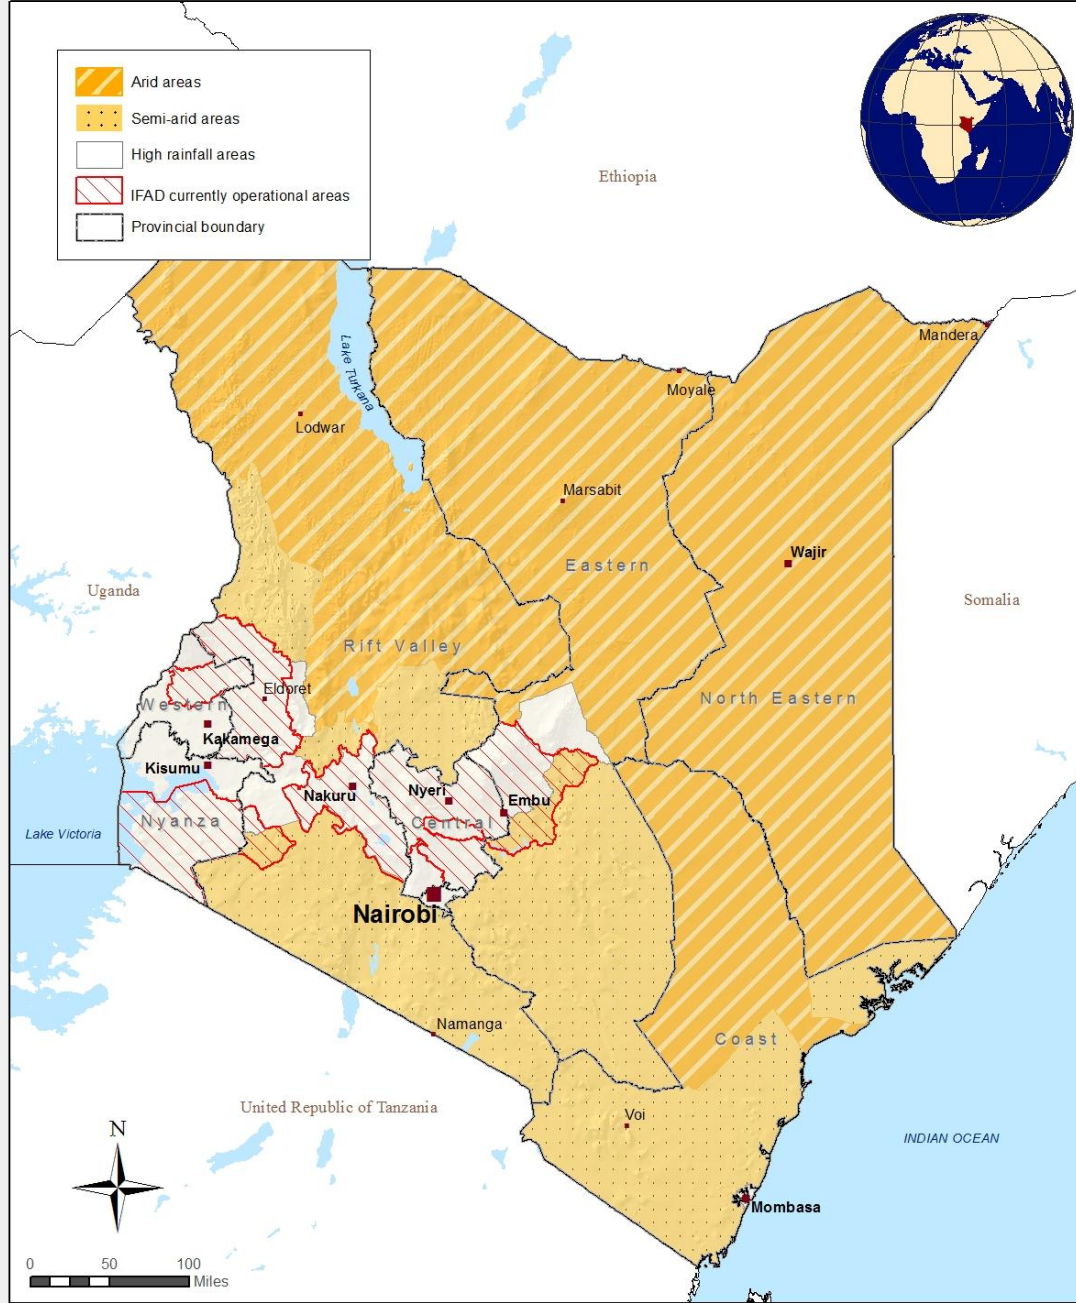 Arid areas
Semi-arid areas
High rainfall areas
IFAD currently operational areas
Provincial boundary
Ethiopia
Mandera
Lake Turkana
Moyale
Lodwar
Marsabit
Wajir
Eastern
Uganda
Somalia
Rift Valley
Eldoret
North Eastern
Western
Kakamega
Kisumu
Nakuru
Nyeri
Embu
Nyanza
Central
Lake Victoria
Nairobi
Namanga
Coast
United Republic of Tanzania
Voi
N
INDIAN OCEAN
Mombasa
0 50 100
Miles